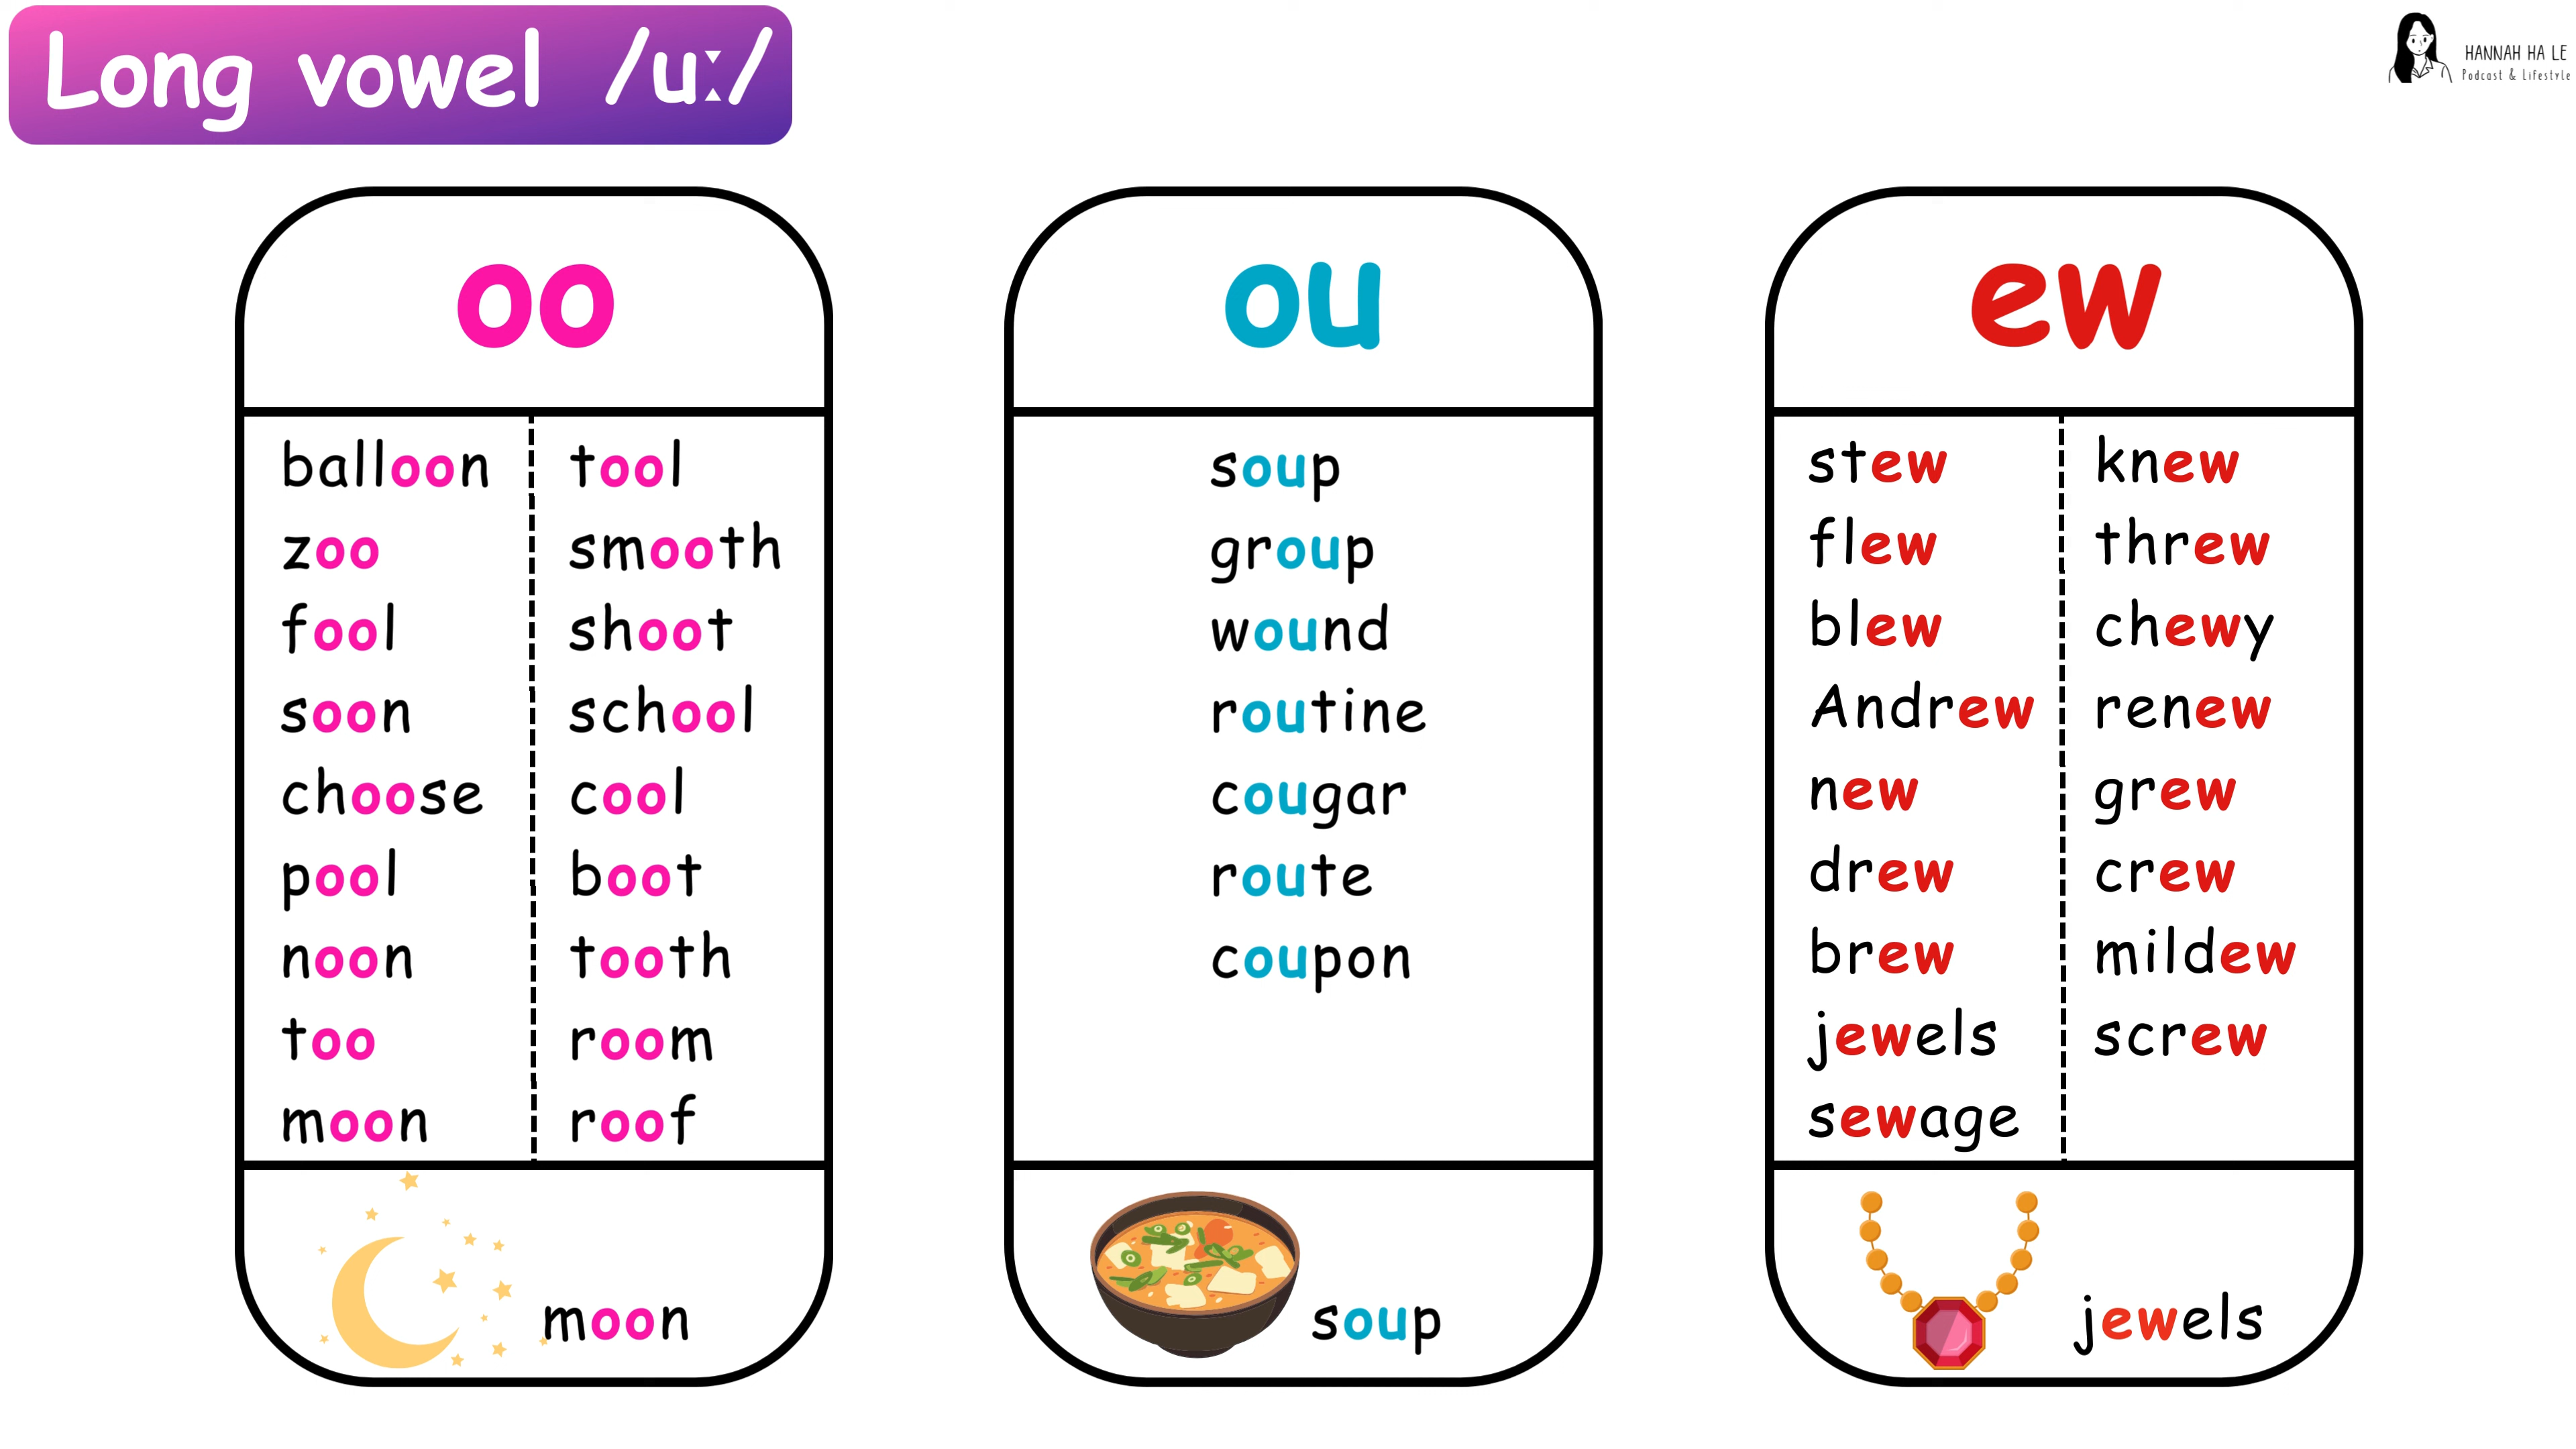 Long vowel /uː/
HANNAH HA LE
Podcast & Lifestyle
oo
balloon
zoo
fool
soon
choose
pool
noon
too
moon
tool
smooth
shoot
school
cool
boot
tooth
room
roof
moon
ou
soup
group
wound
routine
cougar
route
coupon
soup
ew
stew
flew
blew
Andrew
new
drew
brew
jewels
sewage
knew
threw
chewy
renew
grew
crew
mildew
screw
jewels